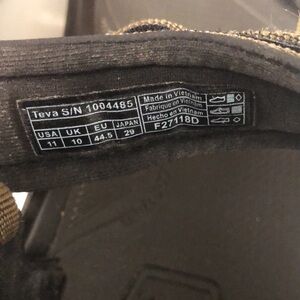 Teva S/N 1004485
USA UK EU JAPAN
11 10 44.5 29
Made in Vietnam
Fabriqué en Vietnam
Hecho en Vietnam
F27118D